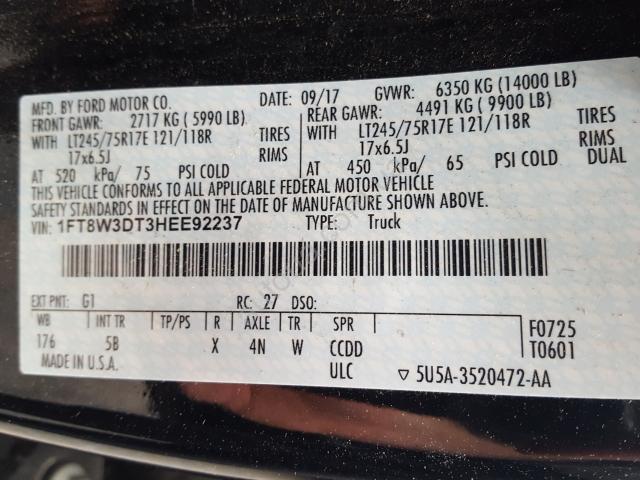 MFD. BY FORD MOTOR CO. DATE: 09/17 GVWR: 6350 KG (14000 LB)
FRONT GAWR: 2717 KG ( 5990 LB) REAR GAWR: 4491 KG ( 9900 LB)
WITH LT245/75R17E 121/118R TIRES WITH LT245/75R17E 121/118R TIRES
17x6.5J RIMS 17x6.5J RIMS
AT 520 kPa/ 75 PSI COLD AT 450 kPa/ 65 PSI COLD DUAL
THIS VEHICLE CONFORMS TO ALL APPLICABLE FEDERAL MOTOR VEHICLE
SAFETY STANDARDS IN EFFECT ON THE DATE OF MANUFACTURE SHOWN ABOVE.
VIN: 1FT8W3DT3HEE92237 TYPE: Truck
EXT PNT: G1 RC: 27 DSO:
WB INT TR TP/PS R AXLE TR SPR F0725
176 5B X 4N W CCDD T0601
MADE IN U.S.A. ULC ▽ 5U5A-3520472-AA